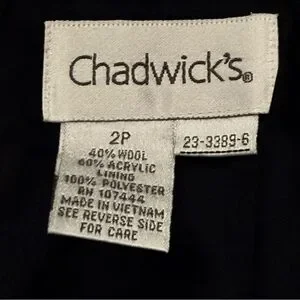 Chadwick's®
2P
40% WOOL
60% ACRYLIC
LINING
100% POLYESTER
RN 107444
MADE IN VIETNAM
SEE REVERSE SIDE
FOR CARE
23-3389-6